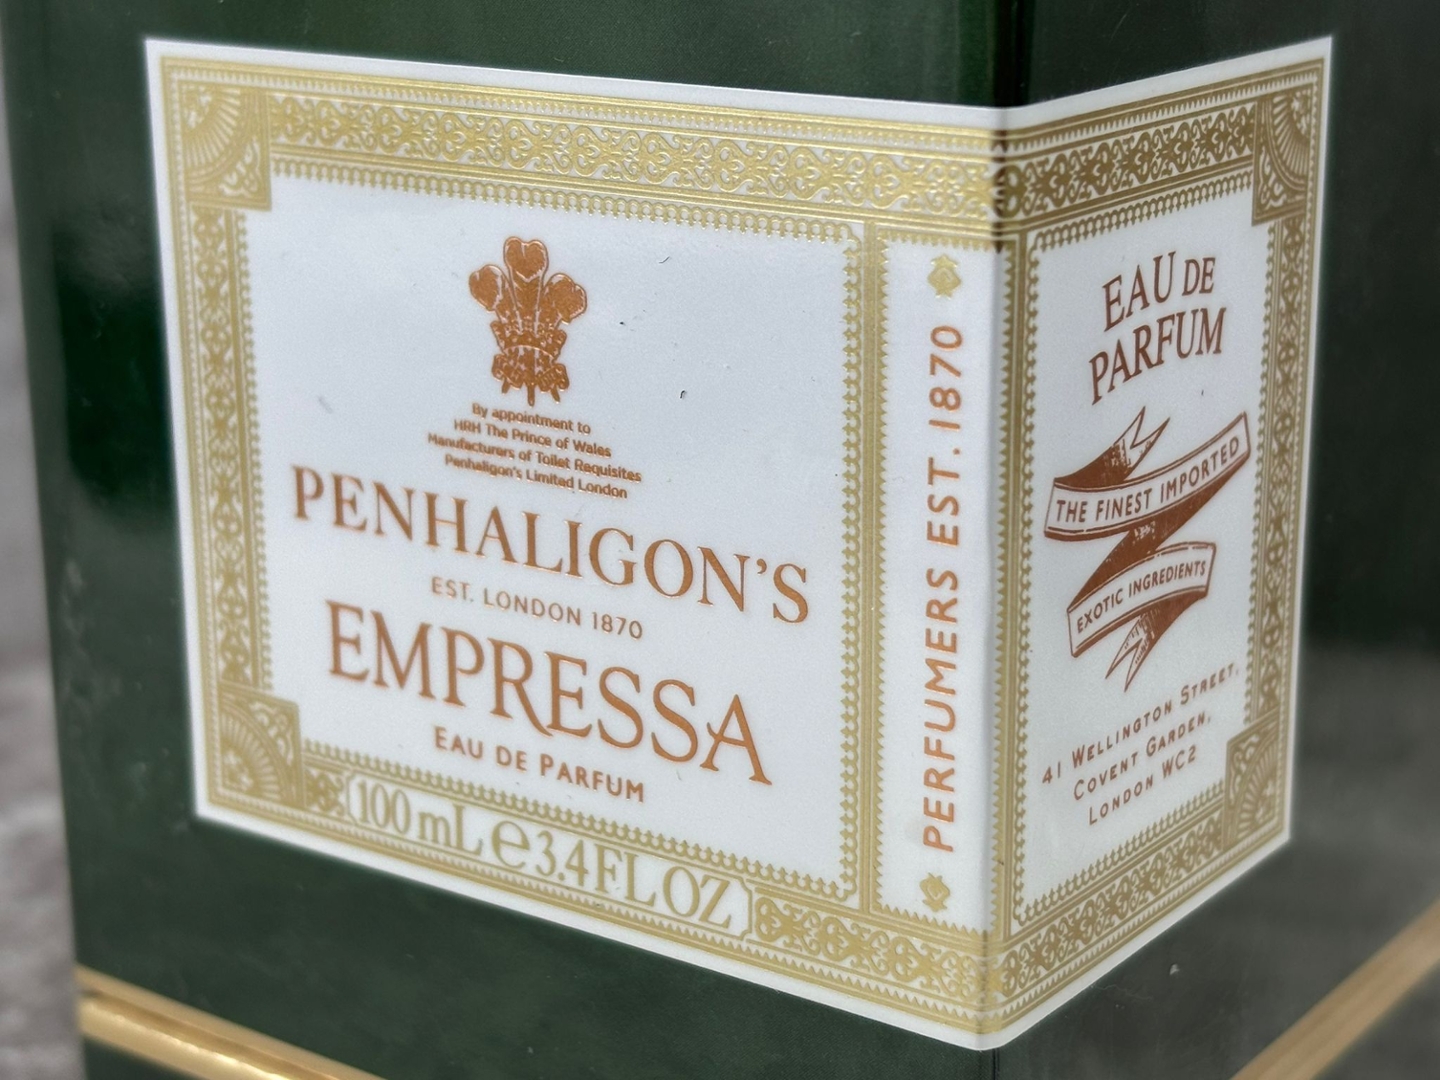 By appointment to
HRH The Prince of Wales
Manufacturers of Toilet Requisites
Penhaligon's Limited London
PENHALIGON'S
EST. LONDON 1870
EMPRESSA
EAU DE PARFUM
100 mL e 3.4 FL OZ
PERFUMERS EST. 1870
EAU DE
PARFUM
THE FINEST IMPORTED
EXOTIC INGREDIENTS
41 WELLINGTON STREET,
COVENT GARDEN,
LONDON WC2